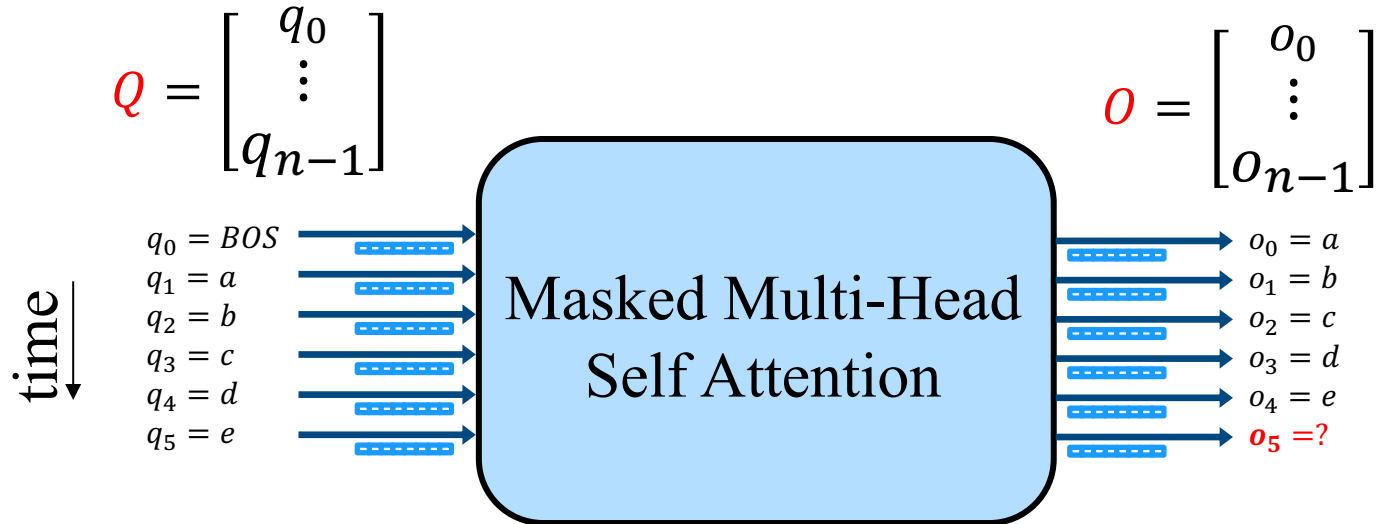 Q = [q_0 ⋮ q_{n-1}]
O = [o_0 ⋮ o_{n-1}]
q_0 = BOS
q_1 = a
q_2 = b
q_3 = c
q_4 = d
q_5 = e
time
Masked Multi-Head
Self Attention
o_0 = a
o_1 = b
o_2 = c
o_3 = d
o_4 = e
o_5 =?